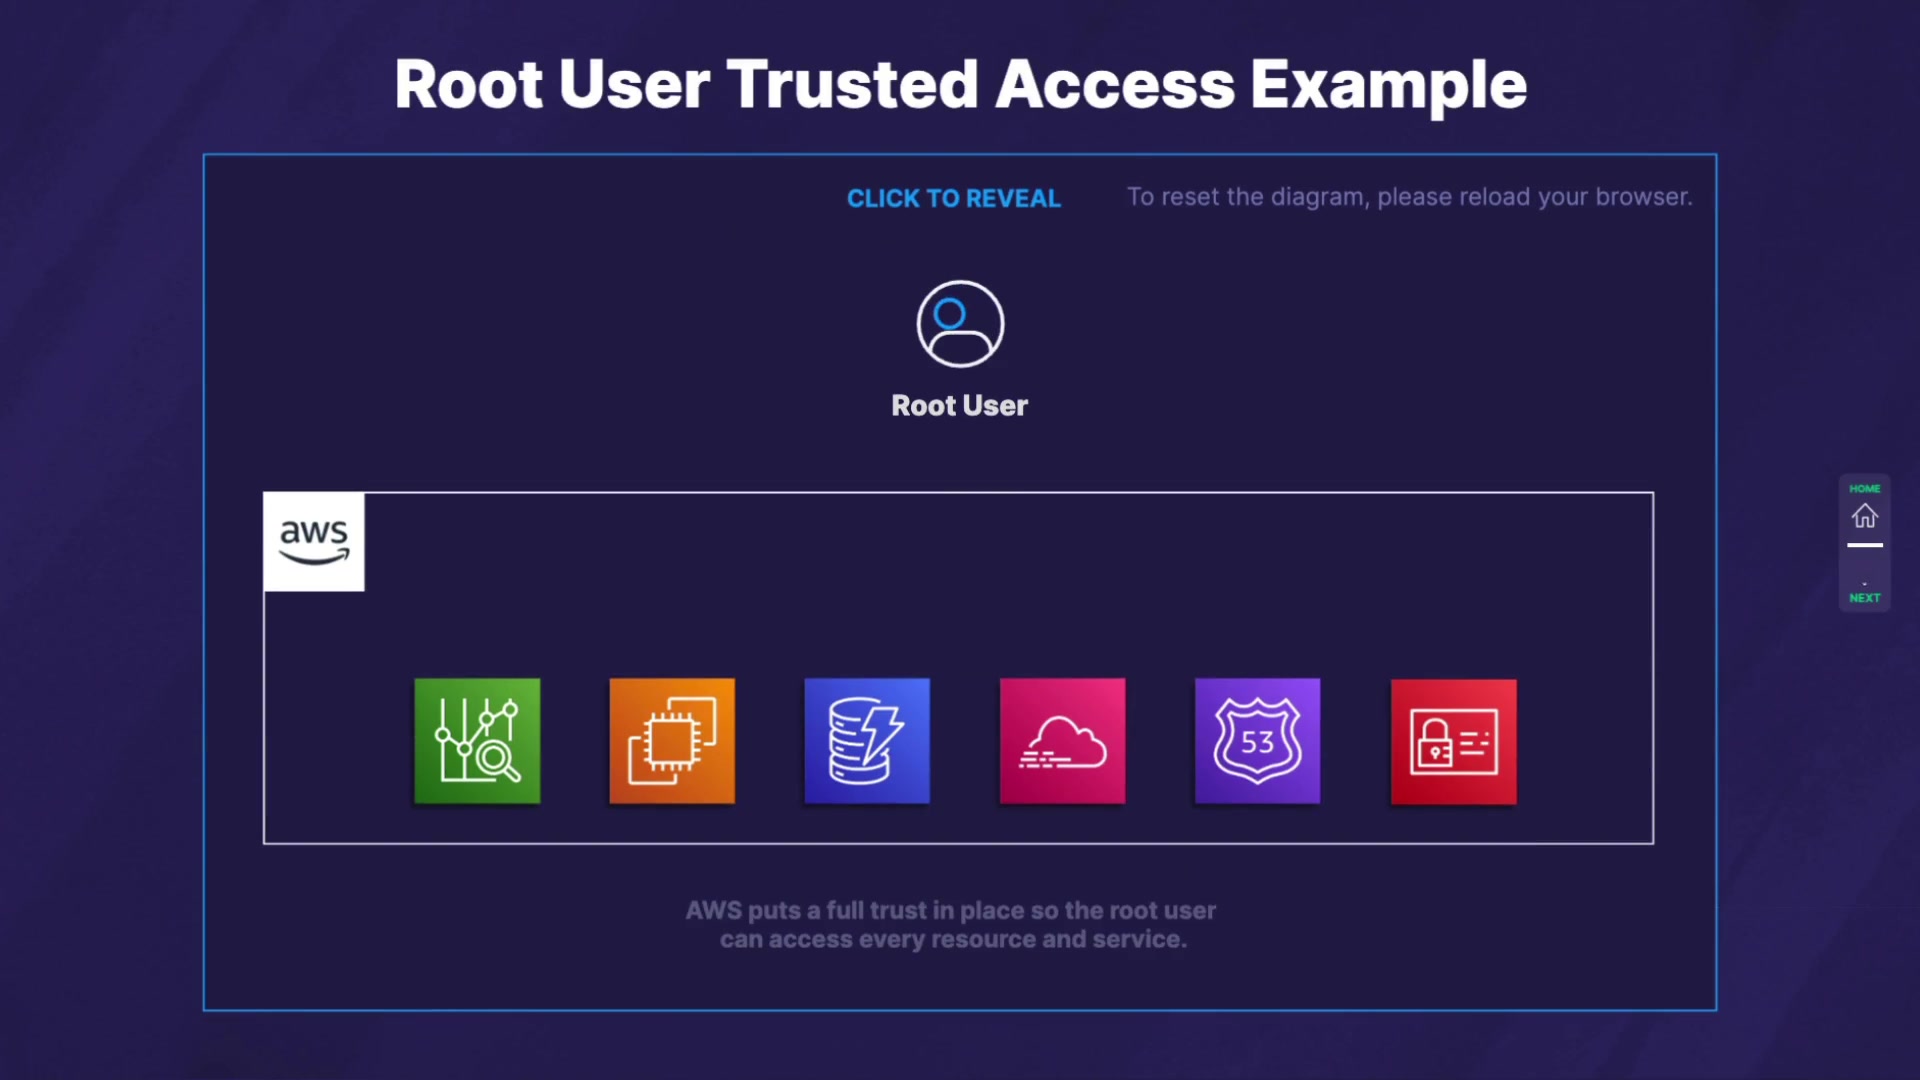 Root User Trusted Access Example
CLICK TO REVEAL
To reset the diagram, please reload your browser.
Root User
HOME
NEXT
aws
53
AWS puts a full trust in place so the root user
can access every resource and service.